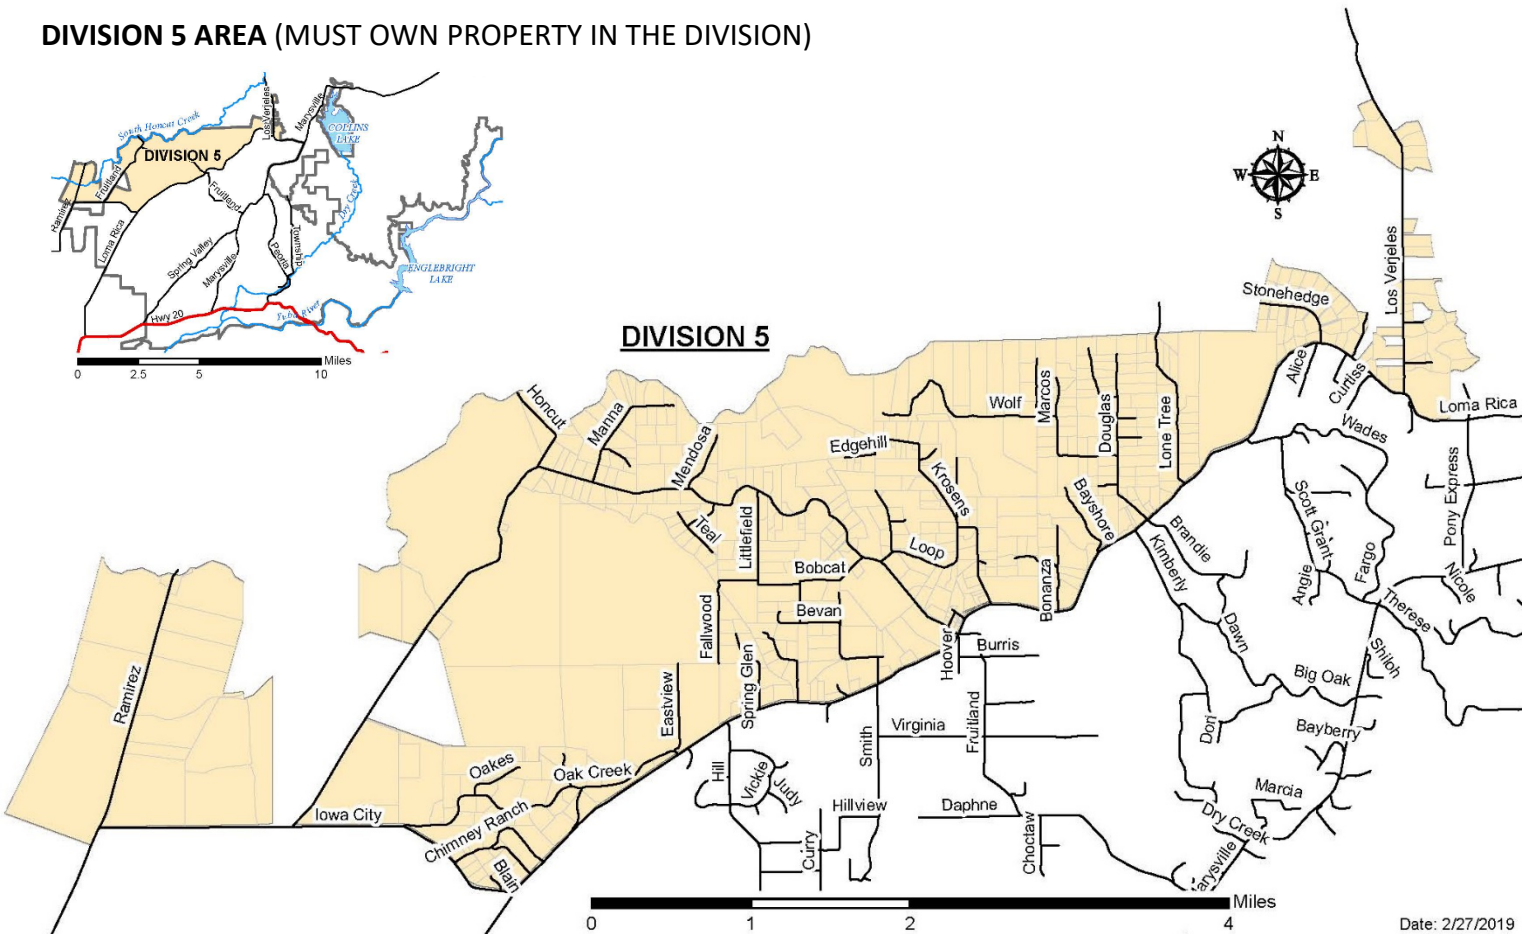 DIVISION 5 AREA (MUST OWN PROPERTY IN THE DIVISION)
South Honcut Creek
Los Verjeles
Marysville
COLLINS
LAKE
DIVISION 5
Fruitland
Ramirez
Fruitland
Dry Creek
Loma Rica
Spring Valley
Marysville
Peoria
Township
ENGLEBRIGHT
LAKE
Hwy 20
Yuba River
Miles
0 2.5 5 10
N
W E
S
DIVISION 5
Los Verjeles
Stonehedge
Alice
Curtiss
Loma Rica
Wades
Honcut
Manna
Mendosa
Wolf
Marcos
Douglas
Lone Tree
Edgehill
Krosens
Bayshore
Scott Grant
Pony Express
Teal
Littlefield
Loop
Brandie
Kimberly
Bobcat
Bonanza
Angie
Fargo
Nicole
Therese
Bevan
Fallwood
Dawn
Hoover
Burris
Shiloh
Spring Glen
Big Oak
Ramirez
Eastview
Smith
Virginia
Fruitland
Dori
Bayberry
Oakes
Oak Creek
Hill
Vickie
Judy
Marcia
Iowa City
Chimney Ranch
Hillview
Daphne
Dry Creek
Blain
Curry
Choctaw
arysville
Miles
0 1 2 4
Date: 2/27/2019